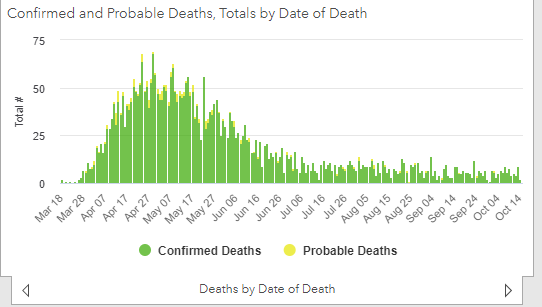 Confirmed and Probable Deaths, Totals by Date of Death
75
50
25
0
Total #
Mar 18
Mar 28
Apr 07
Apr 17
Apr 27
May 07
May 17
May 27
Jun 06
Jun 16
Jun 26
Jul 06
Jul 16
Jul 26
Aug 05
Aug 15
Aug 25
Sep 04
Sep 14
Sep 24
Oct 04
Oct 14
Confirmed Deaths
Probable Deaths
Deaths by Date of Death